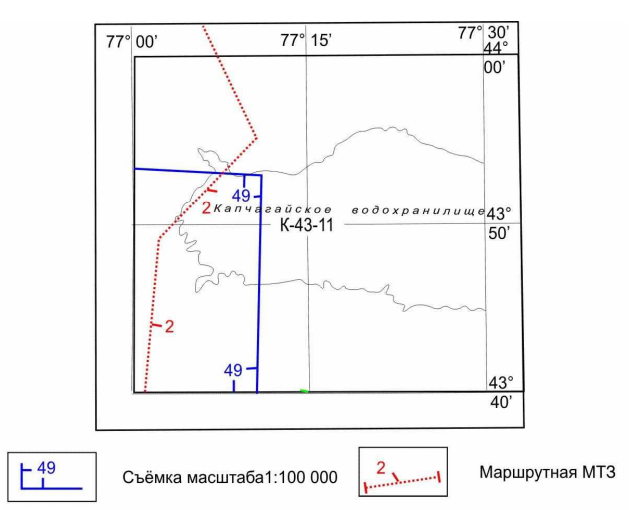 77° 00’ 77° 15’ 77° 30’
44°
00’
49
2 Капчагайское водохранилище 43°
К-43-11 50’
2
49
43°
40’
49 Съёмка масштаба1:100 000
2 Маршрутная МТЗ